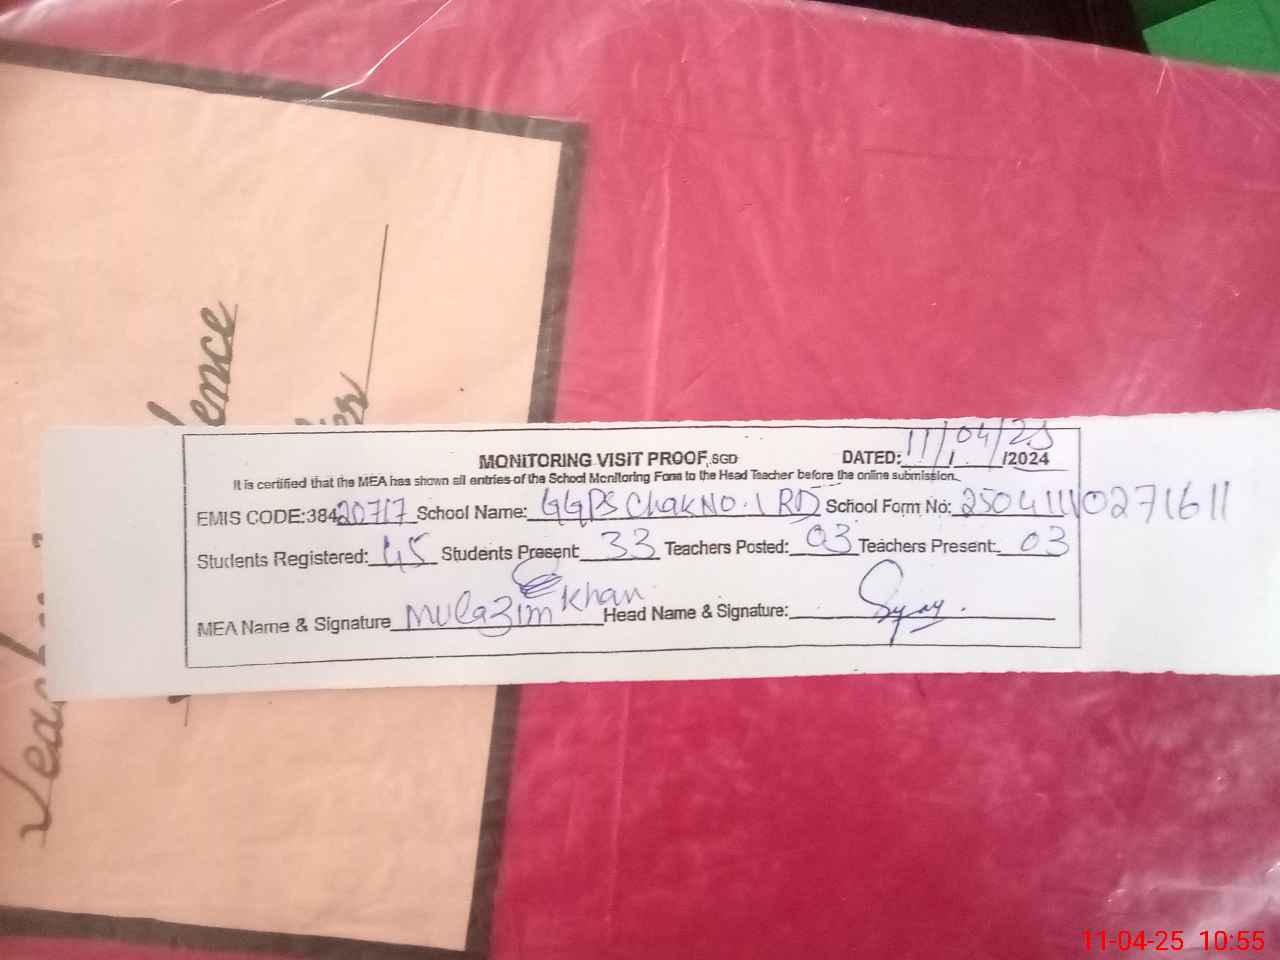 MONITORING VISIT PROOF, SGD DATED: 11/04/25 /2024
It is certified that the MEA has shown all entries of the School Monitoring Form to the Head Teacher before the online submission.
EMIS CODE:38420717 School Name: GGPS Chak NO. 1 RD School Form No: 250411110271611
Students Registered: 45 Students Present: 33 Teachers Posted: 03 Teachers Present: 03
MEA Name & Signature Mulazim Khan Head Name & Signature:
11-04-25 10:55